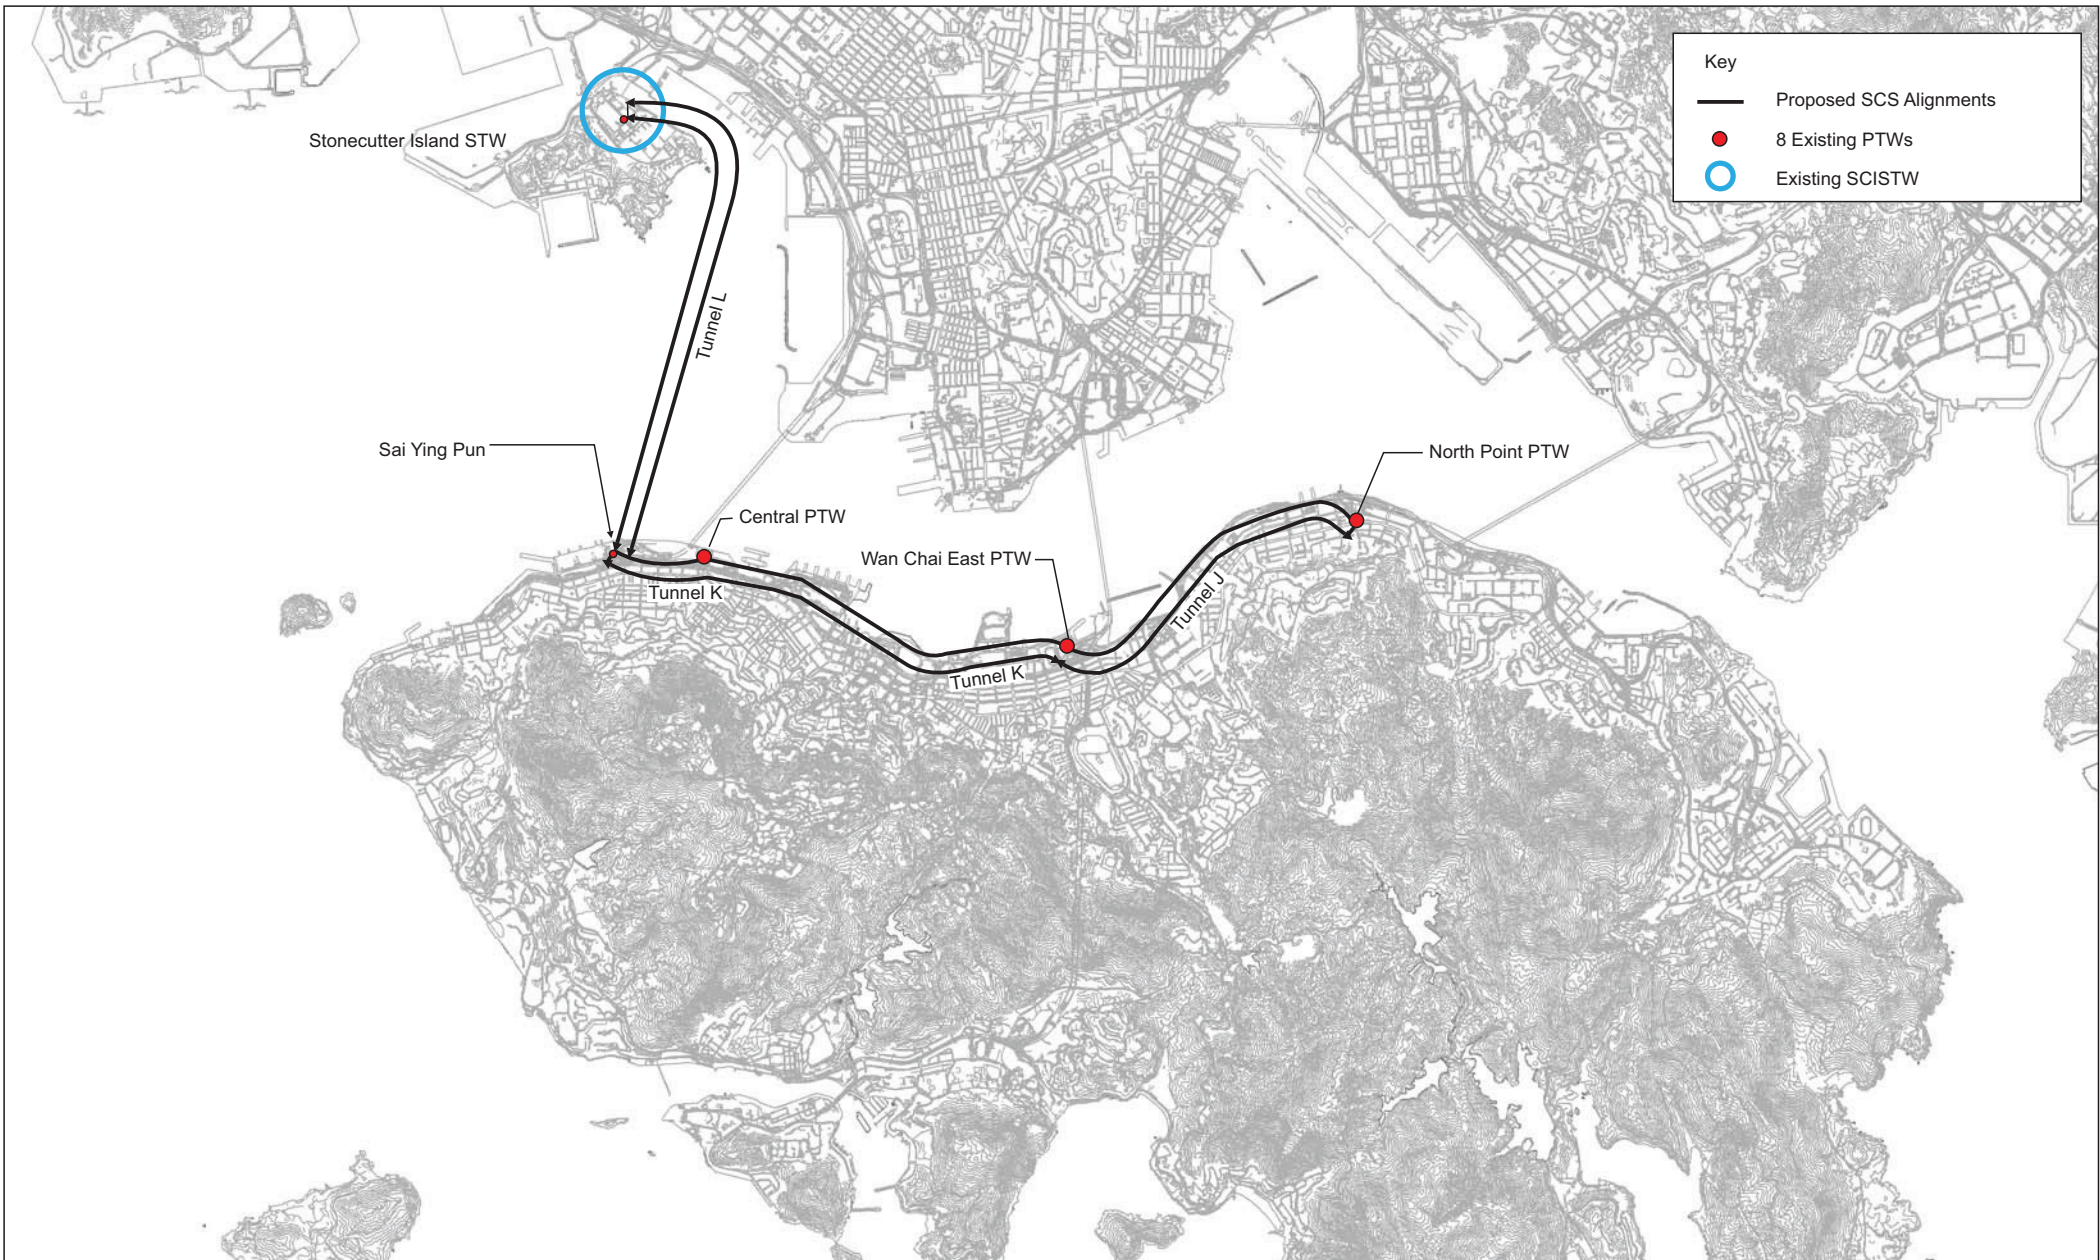 Key
Proposed SCS Alignments
8 Existing PTWs
Existing SCISTW
Stonecutter Island STW
Tunnel L
Sai Ying Pun
North Point PTW
Central PTW
Wan Chai East PTW
Tunnel J
Tunnel K
Tunnel K